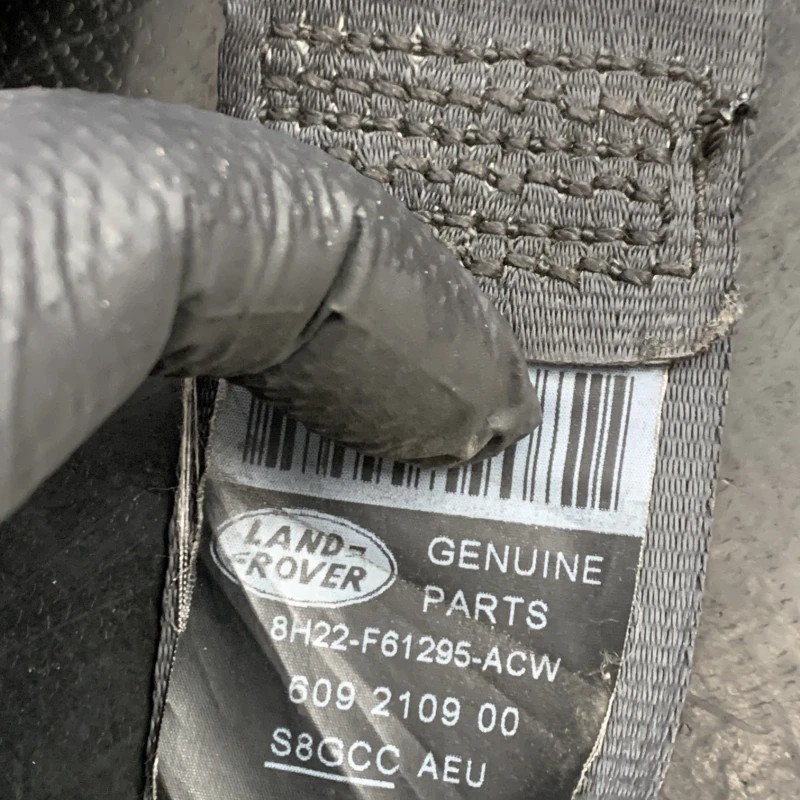 LAND-
-ROVER
GENUINE
PARTS
8H22-F61295-ACW
609 2109 00
S8GCC AEU